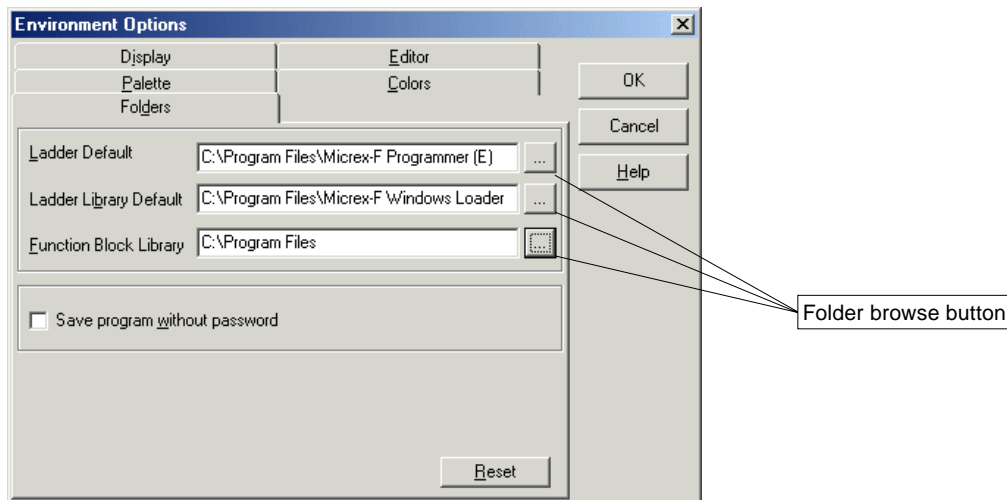 Environment Options
Display
Editor
Palette
Colors
Folders
OK
Cancel
Help
Ladder Default
C:\Program Files\Micrex-F Programmer (E)
...
Ladder Library Default
C:\Program Files\Micrex-F Windows Loader
...
Function Block Library
C:\Program Files
...
Folder browse button
Save program without password
Reset